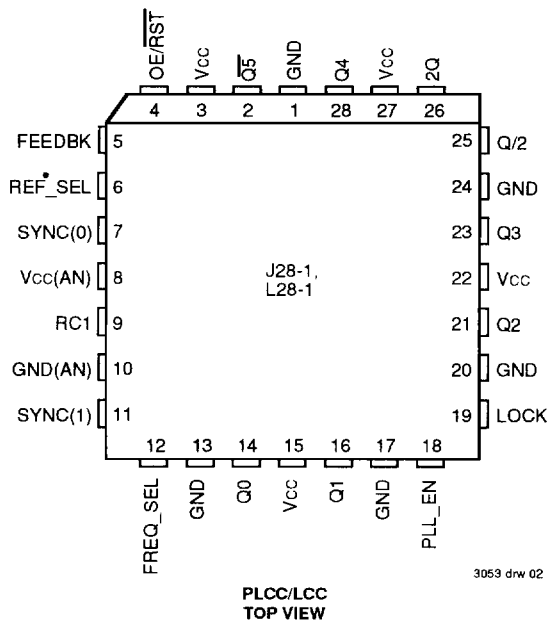 OE/RST
Vcc
Q5
GND
Q4
Vcc
2Q
4 3 2 1 28 27 26
FEEDBK 5
REF_SEL 6
SYNC(0) 7
Vcc(AN) 8
RC1 9
GND(AN) 10
SYNC(1) 11
J28-1,
L28-1
25 Q/2
24 GND
23 Q3
22 Vcc
21 Q2
20 GND
19 LOCK
12 13 14 15 16 17 18
FREQ_SEL
GND
Q0
Vcc
Q1
GND
PLL_EN
3053 drw 02
PLCC/LCC
TOP VIEW